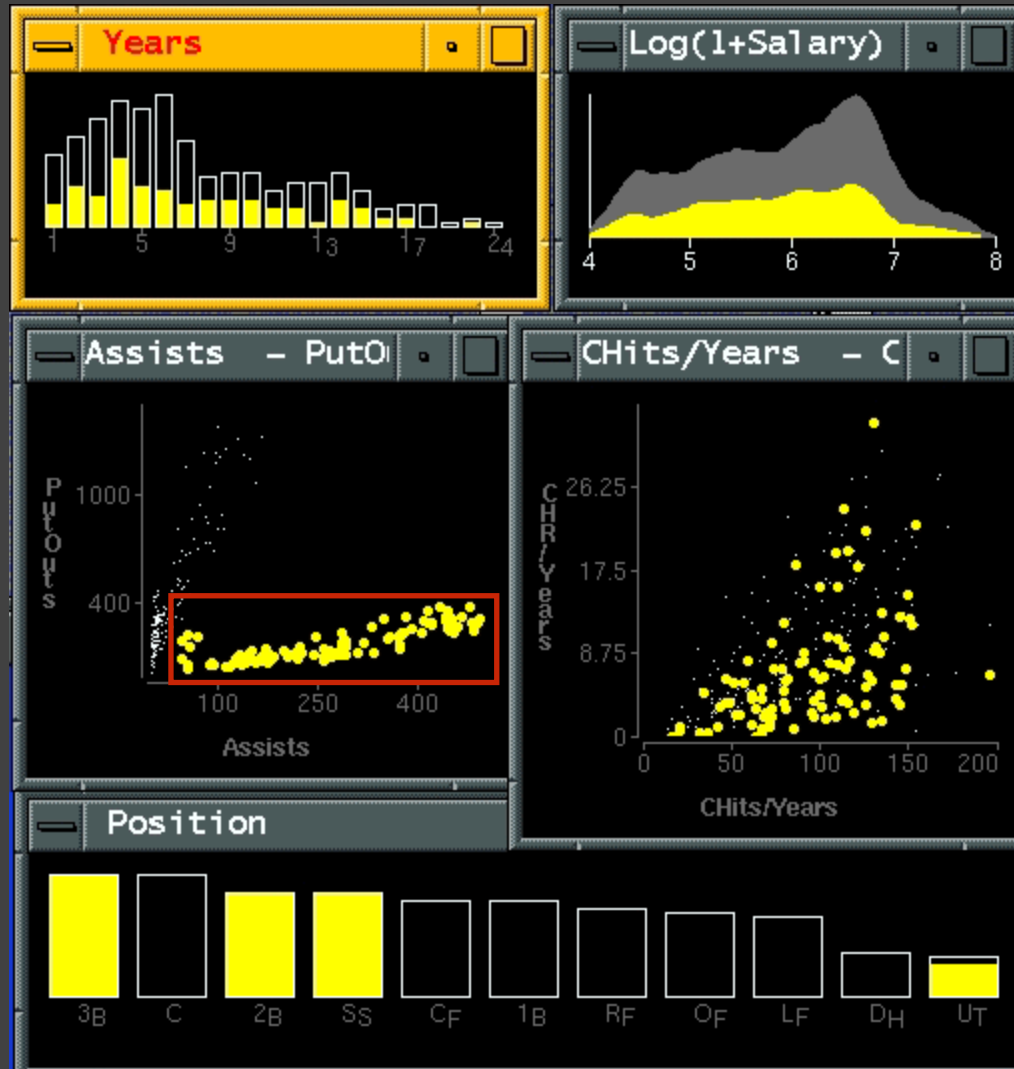 Years
1 5 9 13 17 24
Log(1+Salary)
4 5 6 7 8
Assists - PutO
PutOuts
1000
400
100 250 400
Assists
CHits/Years - C
CHR/Years
26.25
17.5
8.75
0
0 50 100 150 200
CHits/Years
Position
3B C 2B SS CF 1B RF OF LF DH UT